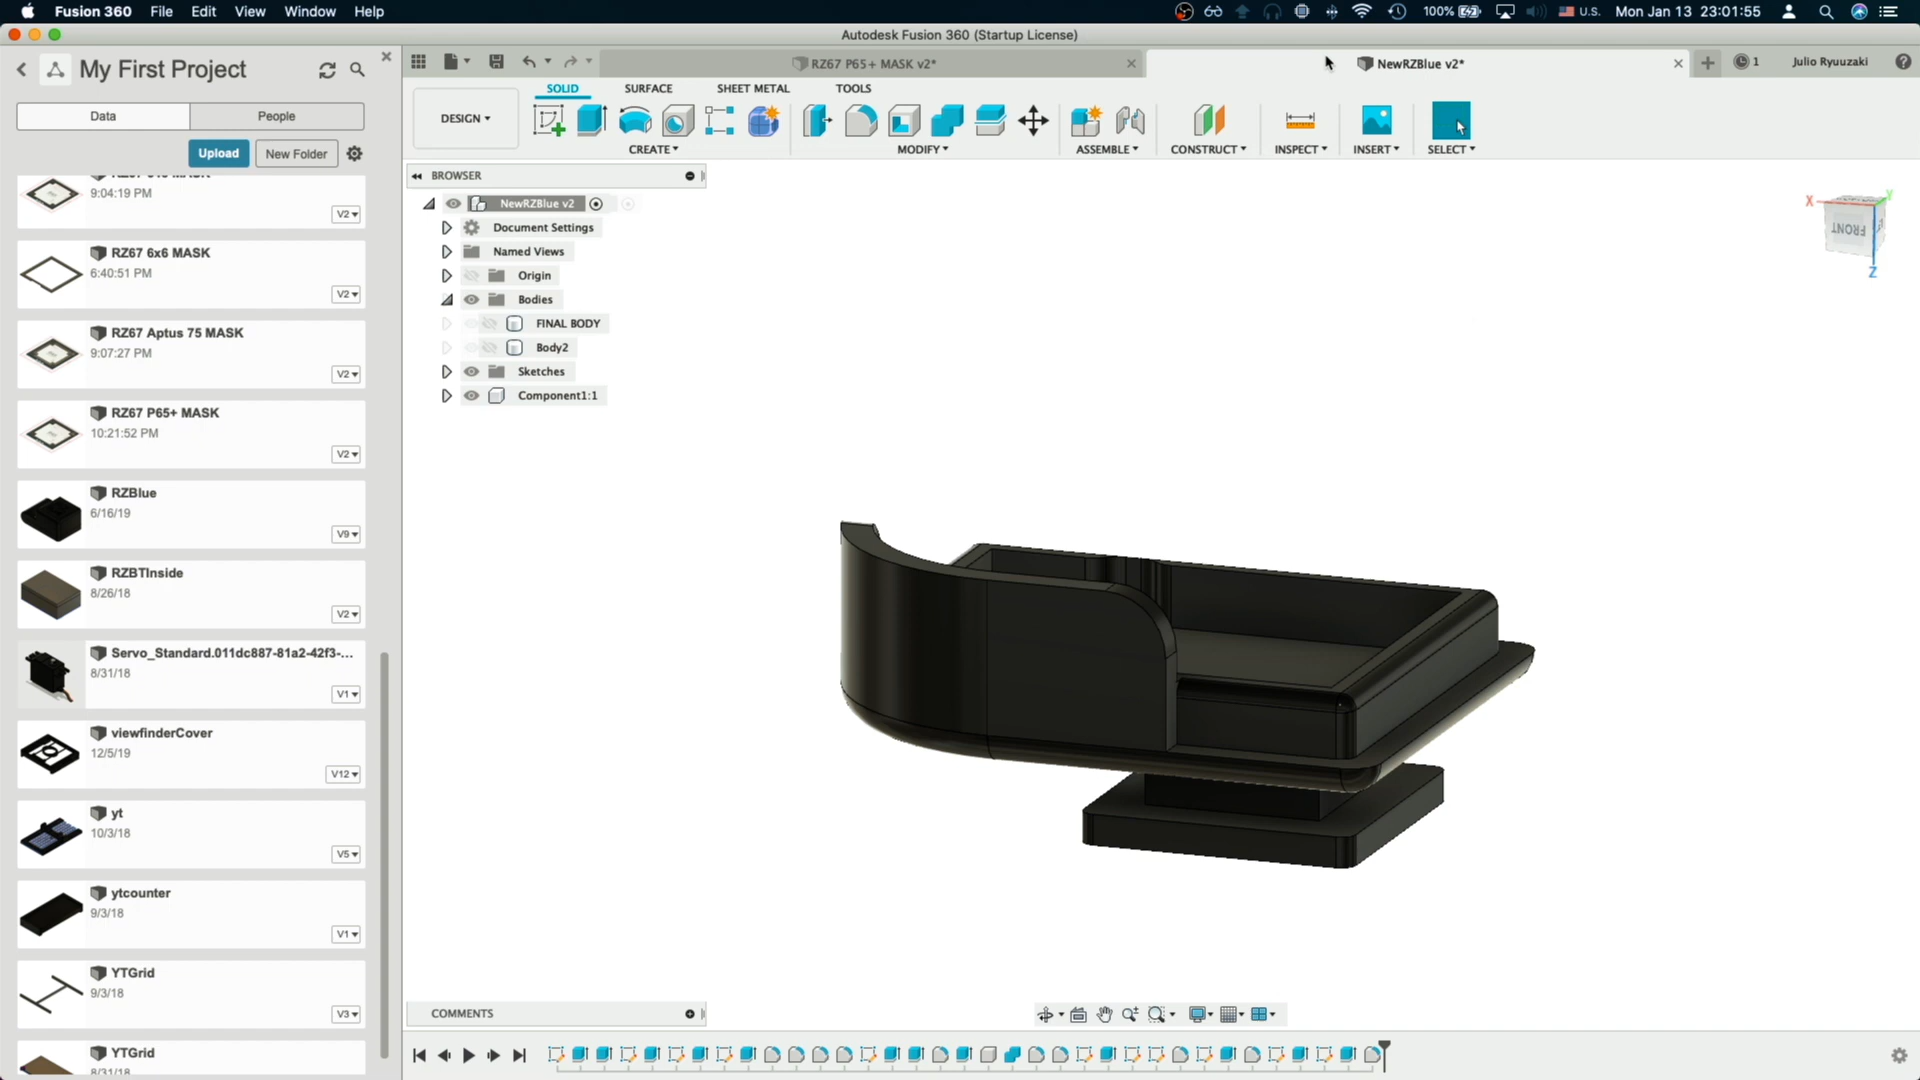 Fusion 360 File Edit View Window Help
100% U.S. Mon Jan 13 23:01:55
Autodesk Fusion 360 (Startup License)
My First Project
RZ67 P65+ MASK v2*
NewRZBlue v2*
1 Julio Ryuuzaki
Data People
Upload New Folder
DESIGN
SOLID SURFACE SHEET METAL TOOLS
CREATE MODIFY ASSEMBLE CONSTRUCT INSPECT INSERT SELECT
9:04:19 PM
V2
RZ67 6x6 MASK
6:40:51 PM
V2
RZ67 Aptus 75 MASK
9:07:27 PM
V2
RZ67 P65+ MASK
10:21:52 PM
V2
RZBlue
6/16/19
V9
RZBTInside
8/26/18
V2
Servo_Standard.011dc887-81a2-42f3-...
8/31/18
V1
viewfinderCover
12/5/19
V12
yt
10/3/18
V5
ytcounter
9/3/18
V1
YTGrid
9/3/18
V3
YTGrid
8/31/18
BROWSER
NewRZBlue v2
Document Settings
Named Views
Origin
Bodies
FINAL BODY
Body2
Sketches
Component1:1
X Y
FRONT
Z
COMMENTS